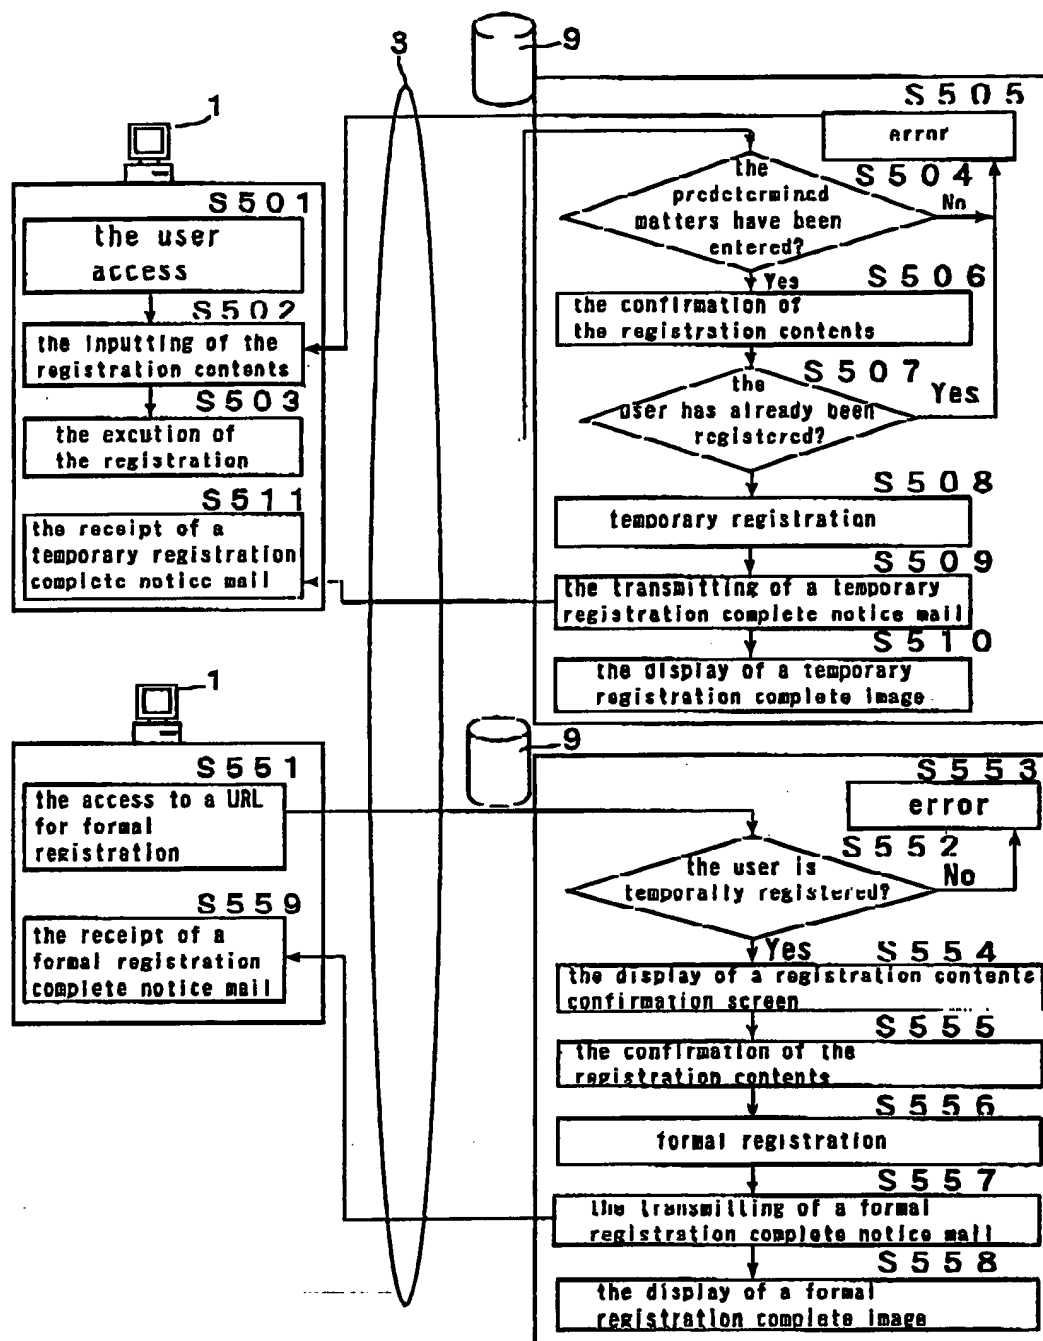 3
9
1
S501
the user
access
S502
the inputting of the
registration contents
S503
the excution of
the registration
S511
the receipt of a
temporary registration
complete notice mail
S505
error
S504
the
predetermined
matters have been
entered?
No
Yes
S506
the confirmation of
the registration contents
S507
the
user has already been
registered?
Yes
S508
temporary registration
S509
the transmitting of a temporary
registration complete notice mail
S510
the display of a temporary
registration complete image
1
9
S551
the access to a URL
for formal
registration
S559
the receipt of a
formal registration
complete notice mail
S553
error
S552
the user is
temporally registered?
No
Yes
S554
the display of a registration contents
confirmation screen
S555
the confirmation of the
registration contents
S556
formal registration
S557
the transmitting of a formal
registration complete notice mail
S558
the display of a formal
registration complete image